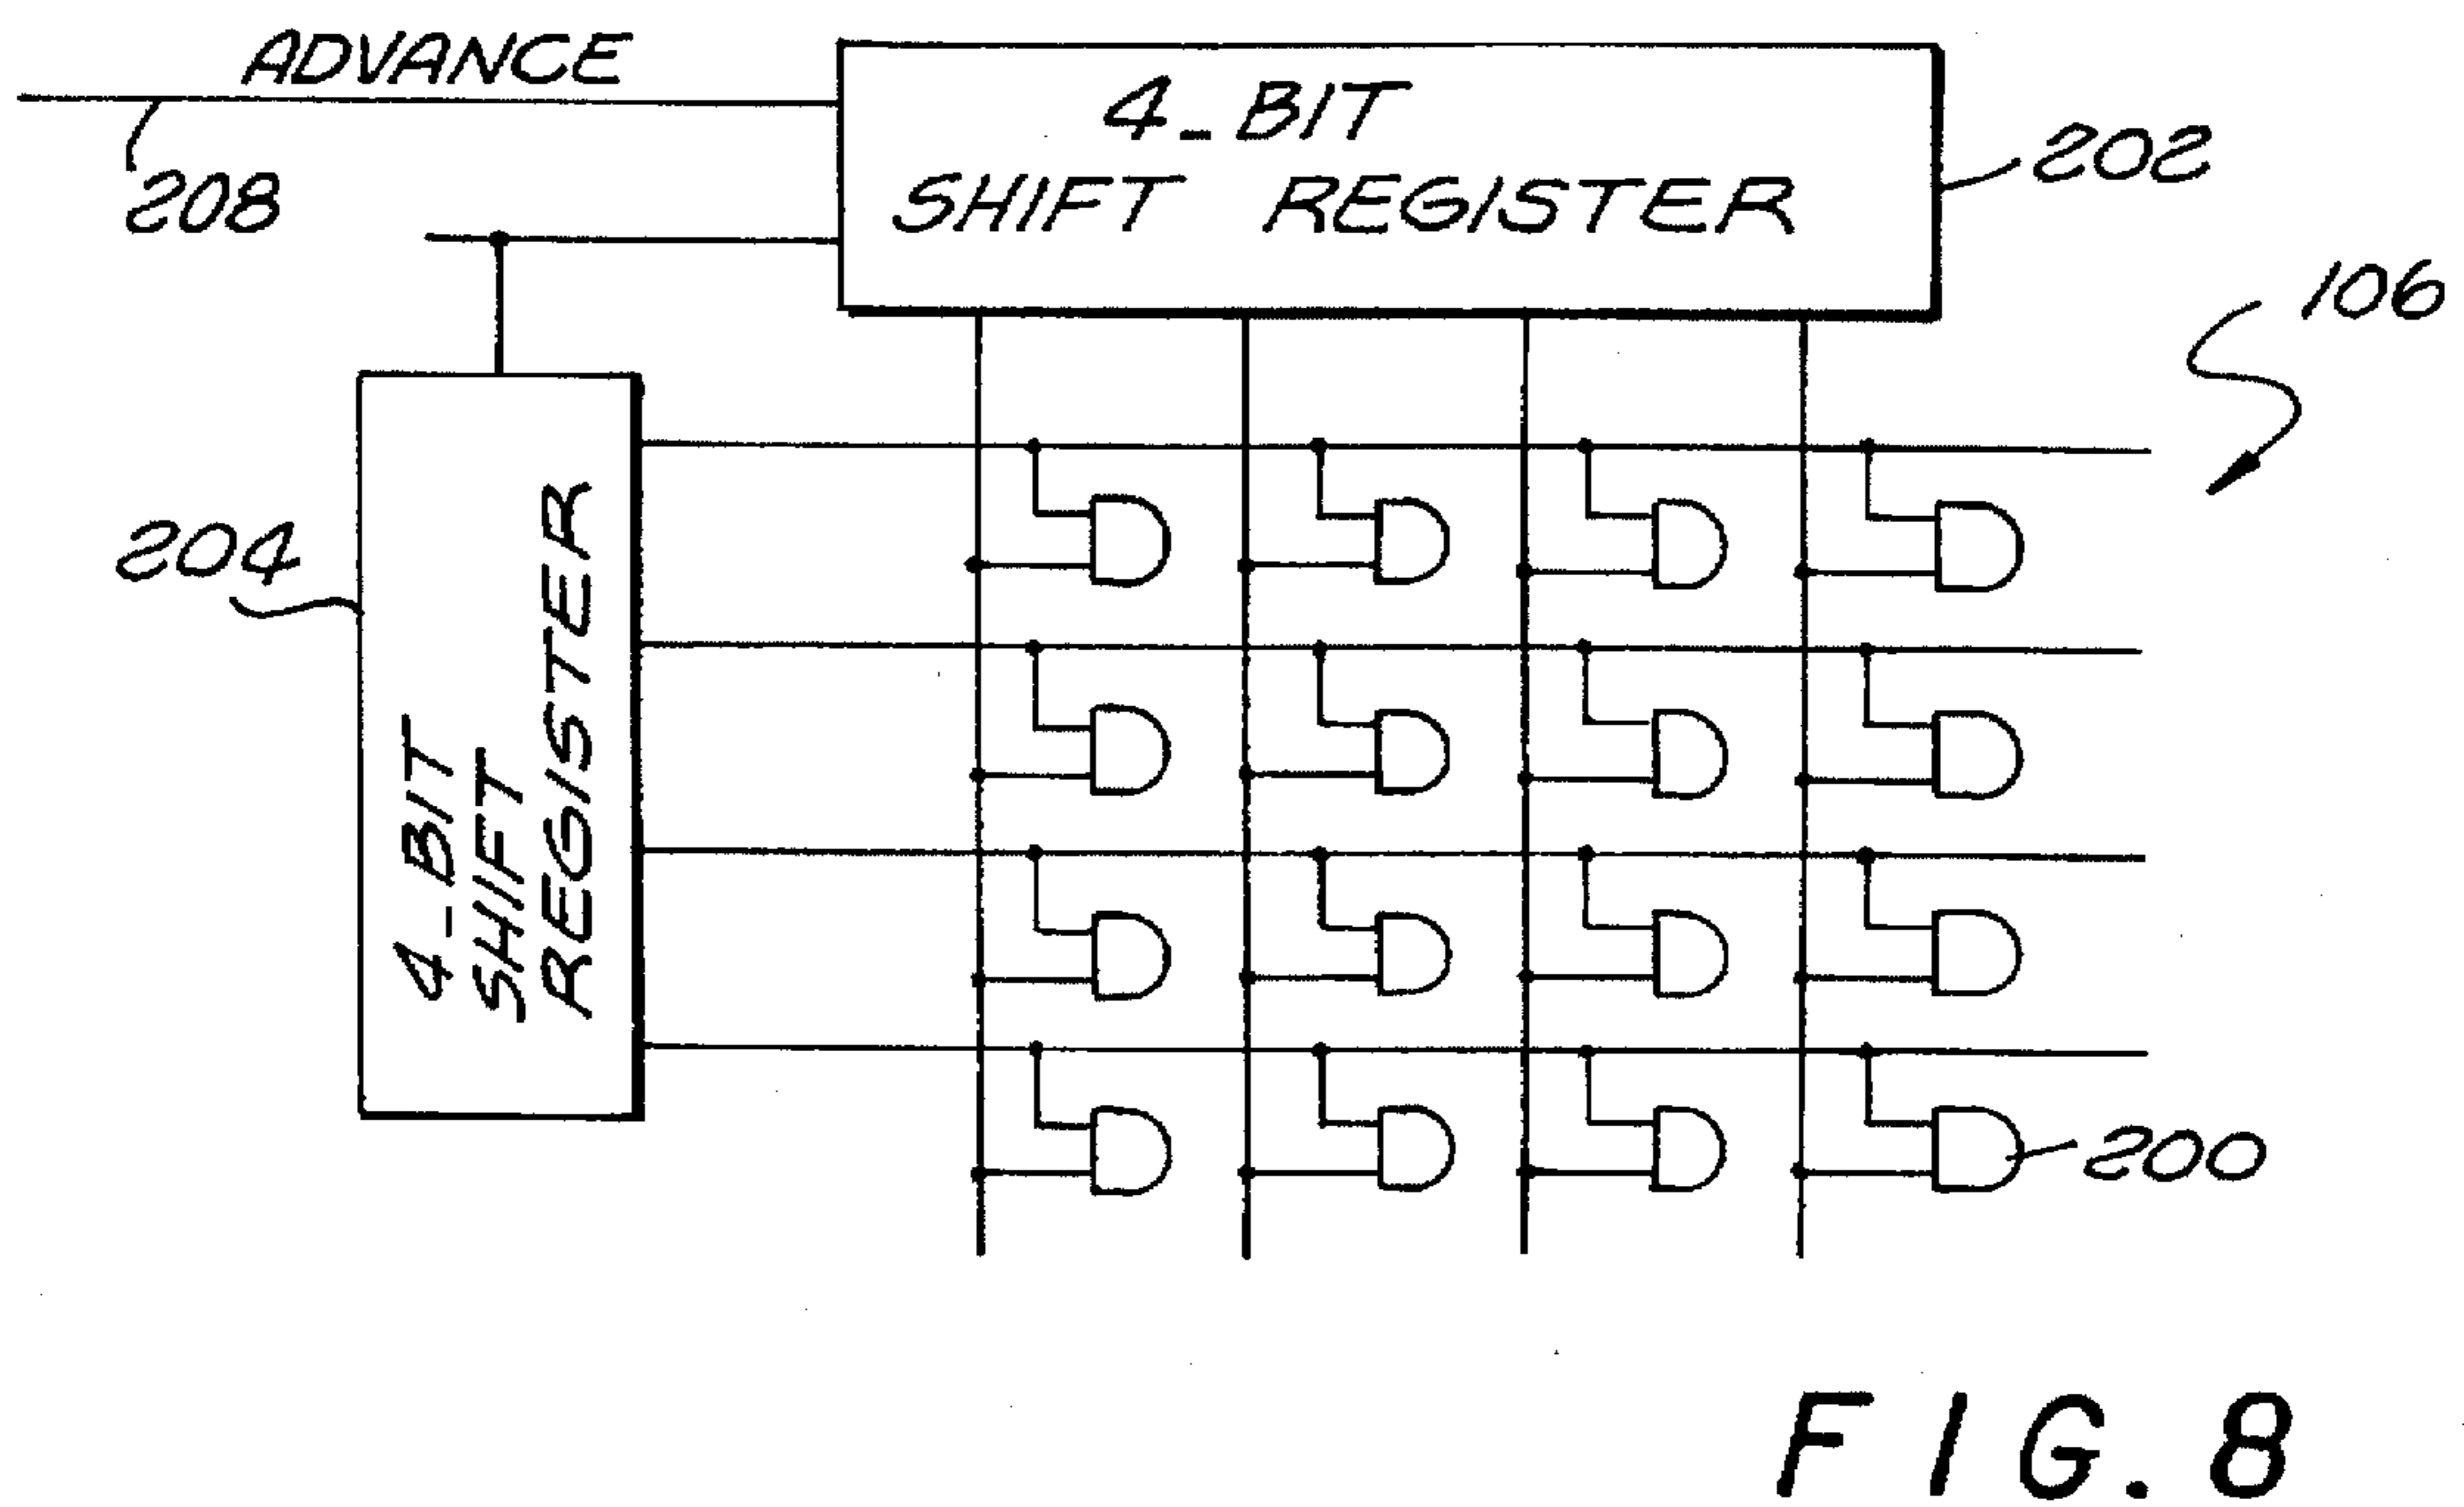 ADVANCE
208
4-BIT
SHIFT REGISTER
202
106
204
4-BIT
SHIFT
REGISTER
200
FIG.8